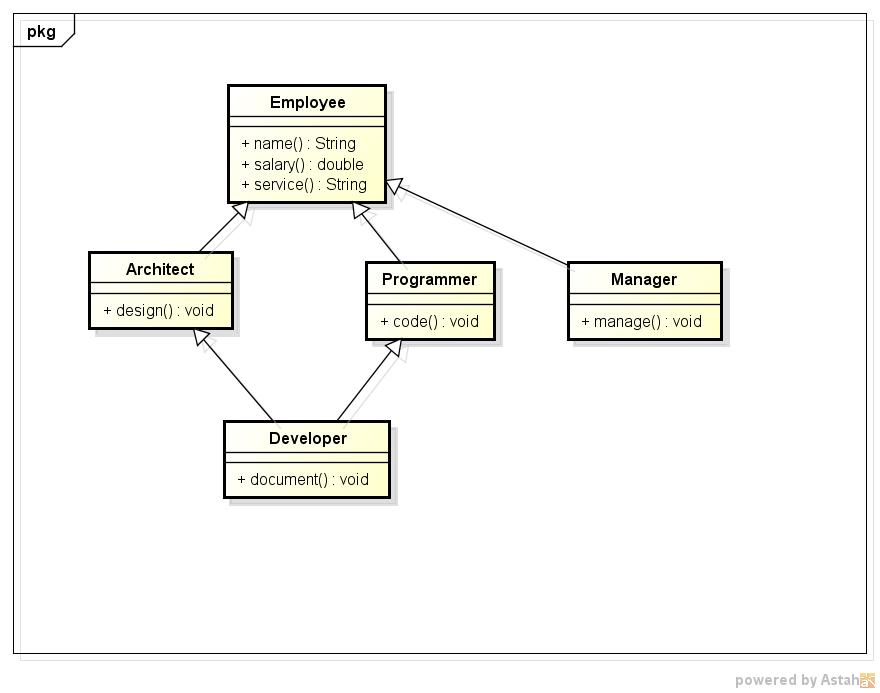 pkg
Employee
+ name() : String
+ salary() : double
+ service() : String
Architect
+ design() : void
Programmer
+ code() : void
Manager
+ manage() : void
Developer
+ document() : void
powered by Astah